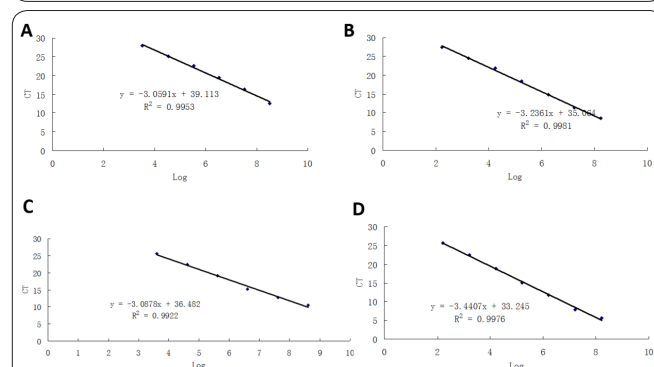 A
30
25
20
15
10
5
0
CT
y = -3.0591x + 39.113
R² = 0.9953
0 2 4 6 8 10
Log
B
30
25
20
15
10
5
0
CT
y = -3.2361x + 35.064
R² = 0.9981
0 2 4 6 8 10
Log
C
30
25
20
15
10
5
0
CT
y = -3.0878x + 36.482
R² = 0.9922
0 1 2 3 4 5 6 7 8 9 10
Log
D
30
25
20
15
10
5
0
CT
y = -3.4407x + 33.245
R² = 0.9976
0 2 4 6 8 10
Log